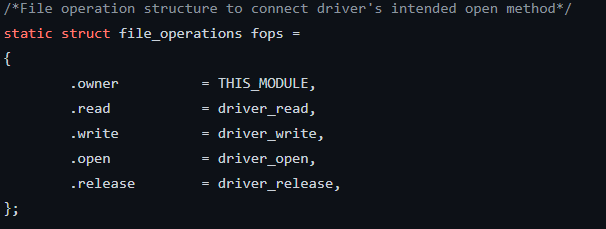 /*File operation structure to connect driver's intended open method*/
static struct file_operations fops =
{
        .owner          = THIS_MODULE,
        .read           = driver_read,
        .write          = driver_write,
        .open           = driver_open,
        .release        = driver_release,
};